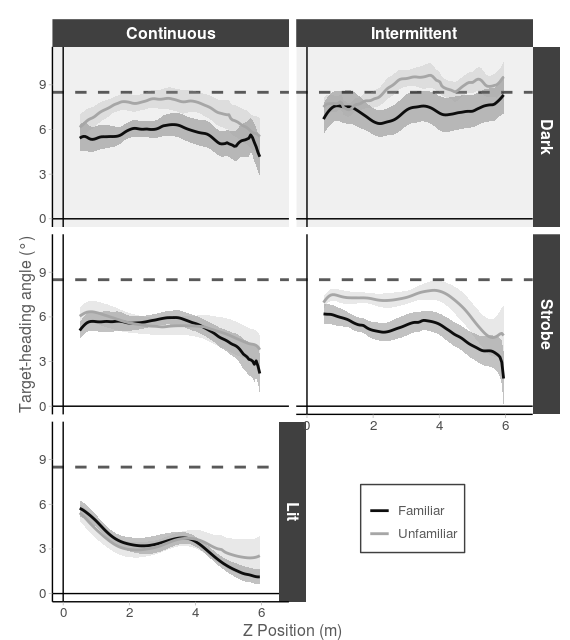 Continuous
Intermittent
9
6
3
0
Dark
9
6
3
0
Strobe
0
2
4
6
9
6
3
0
Lit
0
2
4
6
Familiar
Unfamiliar
Target-heading angle (°)
Z Position (m)